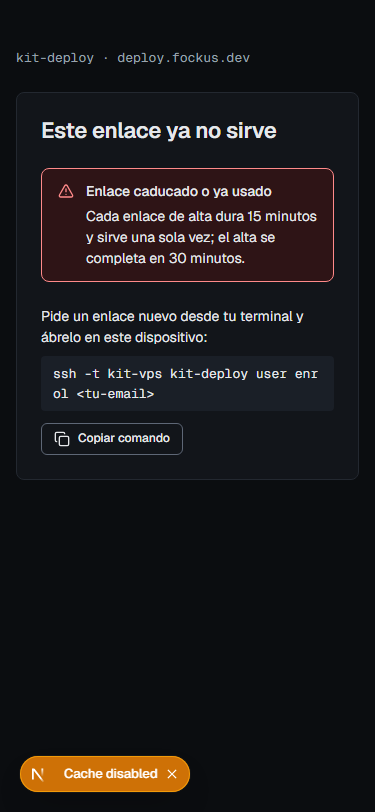 kit-deploy · deploy.fockus.dev
Este enlace ya no sirve
Enlace caducado o ya usado
Cada enlace de alta dura 15 minutos
y sirve una sola vez; el alta se
completa en 30 minutos.
Pide un enlace nuevo desde tu terminal y
ábrelo en este dispositivo:
ssh -t kit-vps kit-deploy user enr
ol <tu-email>
Copiar comando
N Cache disabled